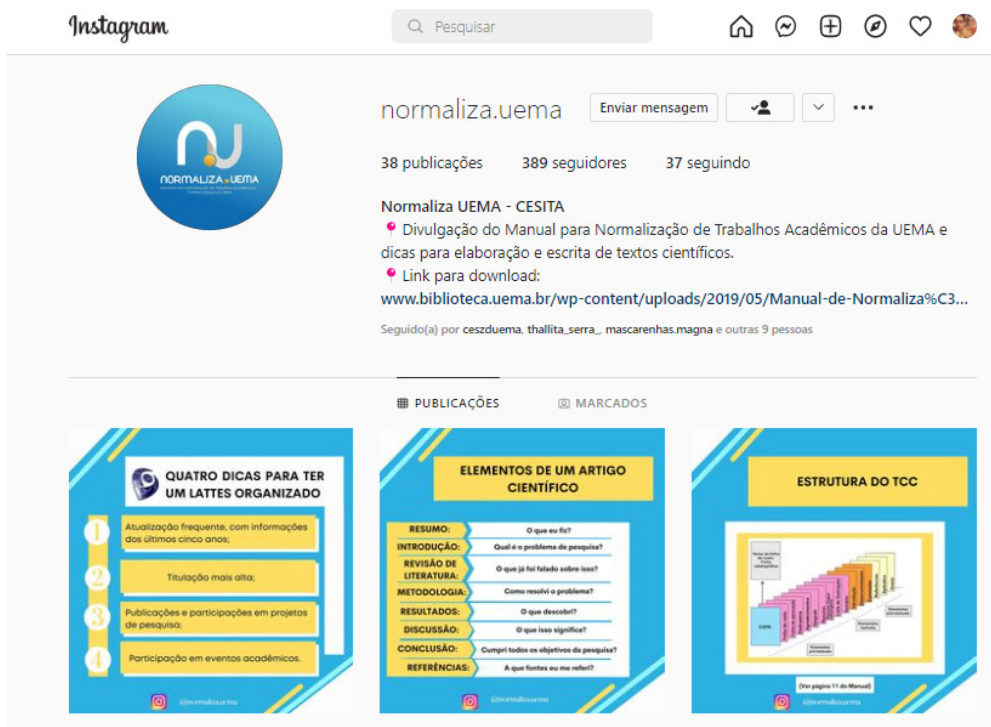 Instagram
Pesquisar
NORMALIZA.UEMA
normaliza.uema
Enviar mensagem
38 publicações 389 seguidores 37 seguindo
Normaliza UEMA - CESITA
Divulgação do Manual para Normalização de Trabalhos Acadêmicos da UEMA e
dicas para elaboração e escrita de textos científicos.
Link para download:
www.biblioteca.uema.br/wp-content/uploads/2019/05/Manual-de-Normaliza%C3...
Seguido(a) por ceszduema, thallita_serra_, mascarenhas.magna e outras 9 pessoas
PUBLICAÇÕES
MARCADOS
QUATRO DICAS PARA TER
UM LATTES ORGANIZADO
1 Atualização frequente, com informações
dos últimos cinco anos;
2 Titulação mais alta;
3 Publicações e participações em projetos
de pesquisa;
4 Participação em eventos acadêmicos.
@normaliza.uema
ELEMENTOS DE UM ARTIGO
CIENTÍFICO
RESUMO: O que eu fiz?
INTRODUÇÃO: Qual é o problema de pesquisa?
REVISÃO DE
LITERATURA: O que já foi falado sobre isso?
METODOLOGIA: Como resolvi o problema?
RESULTADOS: O que descobri?
DISCUSSÃO: O que isso significa?
CONCLUSÃO: Cumpri todos os objetivos da pesquisa?
REFERÊNCIAS: A que fontes eu me referi?
@normaliza.uema
ESTRUTURA DO TCC
CAPA
Elementos
pré-textuais
Elementos
textuais
Elementos
pós-textuais
(Ver página 11 do Manual)
@normaliza.uema